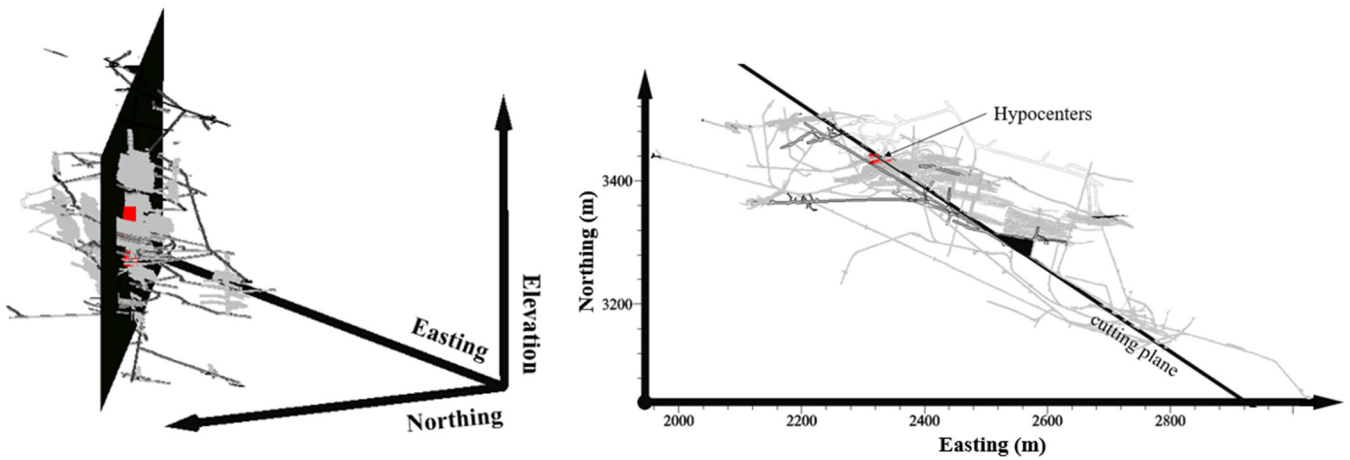 Easting
Northing
Elevation
Hypocenters
Northing (m)
3400
3200
cutting plane
2000
2200
2400
2600
2800
Easting (m)